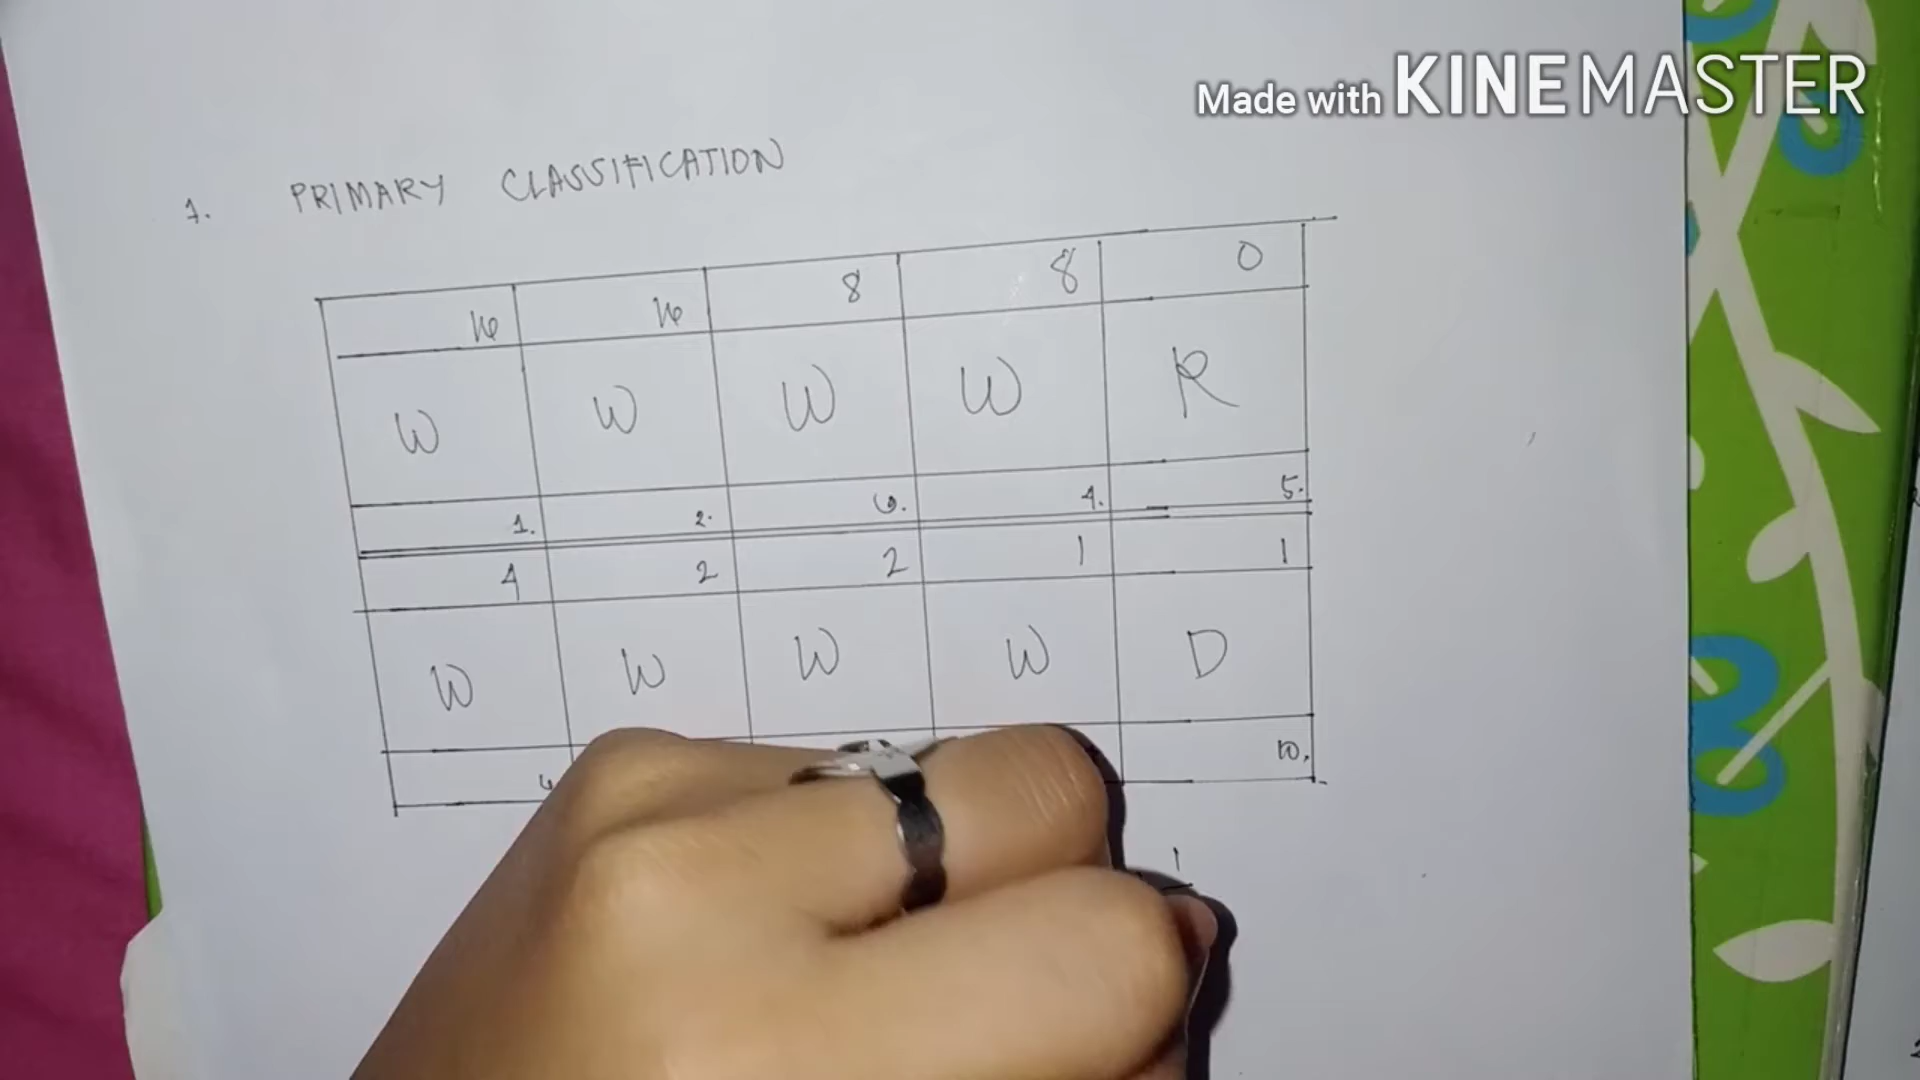 Made with KINEMASTER
1. PRIMARY CLASSIFICATION
16 16 8 8 0
W W W W R
1. 2. 4. 5.
4 2 2 1 1
W W W W D
10.
1